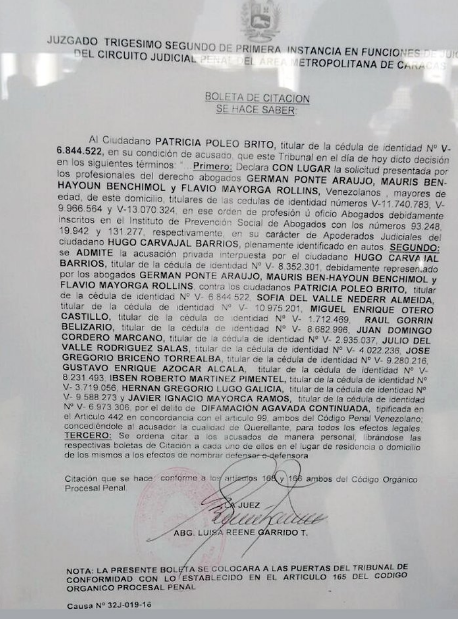 JUZGADO TRIGESIMO SEGUNDO DE PRIMERA INSTANCIA EN FUNCIONES DE
DEL CIRCUITO JUDICIAL PENAL DEL AREA METROPOLITANA DE CARACAS
BOLETA DE CITACION
SE HACE SABER:
Al Ciudadano PATRICIA POLEO BRITO, titular de la cédula de identidad Nº V-
6.844.522, en su condición de acusado, que este Tribunal en el día de hoy dicto decisión
en los siguientes términos: " Primero: Declara CON LUGAR la solicitud presentada por
los profesionales del derecho abogados GERMAN PONTE ARAUJO, MAURIS BEN-
HAYOUN BENCHIMOL y FLAVIO MAYORGA ROLLINS, Venezolanos , mayores de
edad, de este domicilio, titulares de las cedulas de identidad números V-11.740.783, V-
9.966.564 y V-13.070.324, en ese orden, de profesión ú oficio Abogados debidamente
inscritos en el Instituto de Prevención Social de Abogados con los números 93.248,
19.942 y 131.277, respectivamente, en su carácter de Apoderados Judiciales del
ciudadano HUGO CARVAJAL BARRIOS, plenamente identificado en autos SEGUNDO:
se ADMITE la acusación privada interpuesta por el ciudadano HUGO CARVAJAL
BARRIOS, titular de la cédula de identidad Nº V- 8.352.301, debidamente representado
por los abogados GERMAN PONTE ARAUJO, MAURIS BEN-HAYOUN BENCHIMOL y
FLAVIO MAYORGA ROLLINS contra los ciudadanos PATRICIA POLEO BRITO, titular
de la cédula de identidad Nº V- 6.844.522, SOFIA DEL VALLE NEDERR ALMEIDA,
titular de la cédula de identidad Nº V- 10.975.201, MIGUEL ENRIQUE OTERO
CASTILLO, titular de la cédula de identidad Nº V- 1.712.469, RAUL GORRIN
BELIZARIO, titular de la cédula de identidad Nº V- 8.682.996, JUAN DOMINGO
CORDERO MARCANO, titular de la cédula de identidad Nº V- 2.935.037, JULIO DEL
VALLE RODRIGUEZ SALAS, titular de la cédula de identidad Nº V- 4.022.236, JOSE
GREGORIO BRICEÑO TORREALBA, titular de la cédula de identidad Nº V- 9.280.216,
GUSTAVO ENRIQUE AZOCAR ALCALA, titular de la cédula de identidad Nº V-
8.231.493, IBSEN ROBERTO MARTINEZ PIMENTEL, titular de la cédula de identidad Nº
V- 3.719.056, HERNAN GREGORIO LUGO GALICIA, titular de la cédula de identidad Nº
V- 9.588.273 y JAVIER IGNACIO MAYORCA RAMOS, titular de la cédula de identidad Nº
V- 6.973.306, por el delito de DIFAMACIÓN AGAVADA CONTINUADA, tipificada en
el Articulo 442 en concordancia con el articulo 99, ambos del Código Penal Venezolano,
concediéndole al acusador la cualidad de Querellante, para todos los efectos legales.
TERCERO: Se ordena citar a los acusados de manera personal, librándose las
respectivas boletas de Citación a cada uno de ellos en el lugar de residencia o domicilio
de los mismos a los efectos de nombrar defensor o defensora
Citación que se hace conforme a los artículos 165 y 166 ambos del Código Orgánico
Procesal Penal.
LA JUEZ
ABG. LUISA REENE GARRIDO T.
NOTA: LA PRESENTE BOLETA SE COLOCARA A LAS PUERTAS DEL TRIBUNAL DE
CONFORMIDAD CON LO ESTABLECIDO EN EL ARTICULO 165 DEL CODIGO
ORGANICO PROCESAL PENAL
Causa Nº 32J-019-16